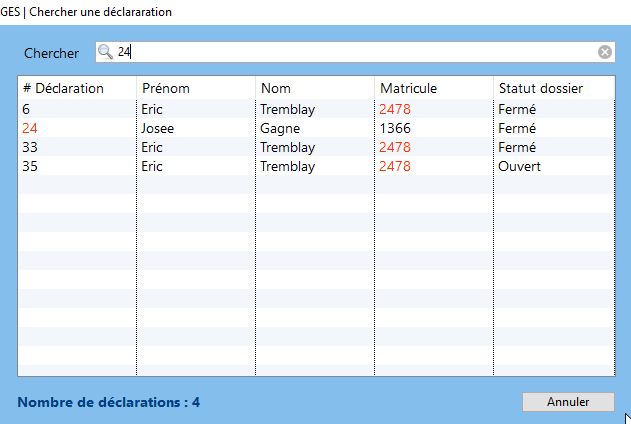 GES | Chercher une déclararation
Chercher 24
# Déclaration Prénom Nom Matricule Statut dossier
6 Eric Tremblay 2478 Fermé
24 Josee Gagne 1366 Fermé
33 Eric Tremblay 2478 Fermé
35 Eric Tremblay 2478 Ouvert
Nombre de déclarations : 4 Annuler